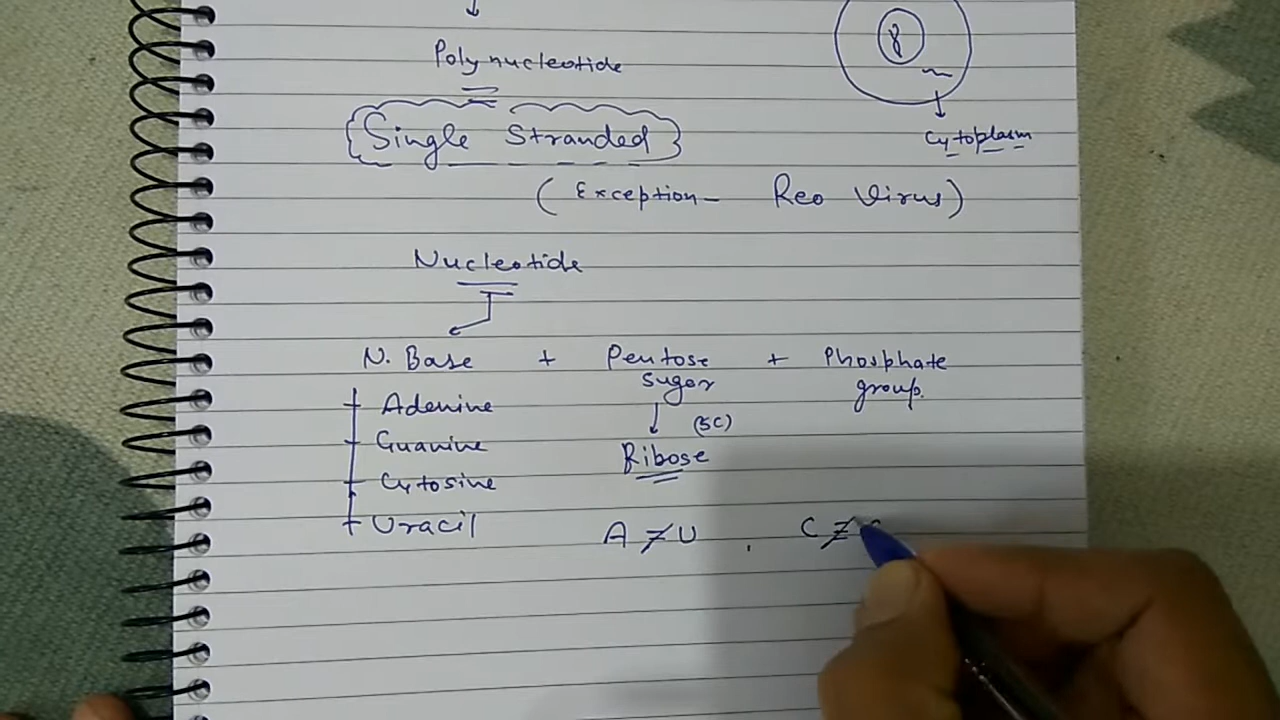 Polynucleotide
Single Stranded
Cytoplasm
(Exception - Reo Virus)
Nucleotide
N. Base + Pentose sugar + Phosphate group.
Adenine
(5C)
Guanine
Ribose
Cytosine
Uracil
A ≠ U , C ≠